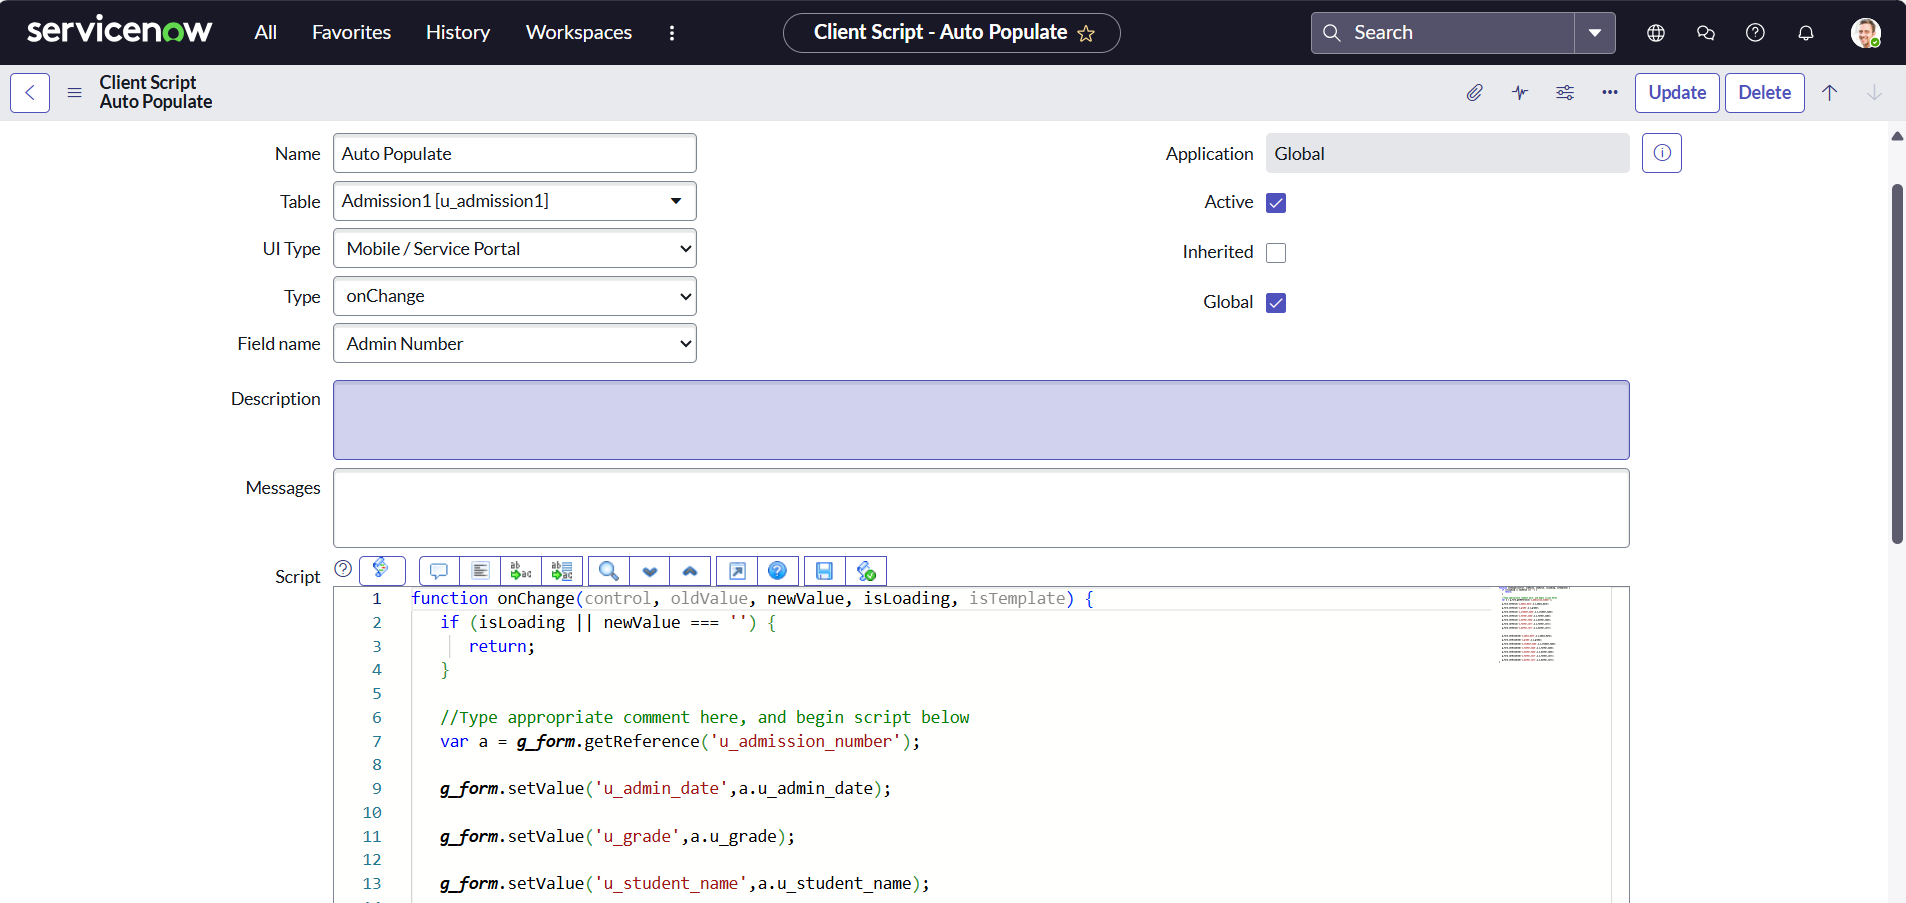 servicenow All Favorites History Workspaces Client Script - Auto Populate Search
Client Script
Auto Populate
Update Delete
Name Auto Populate Application Global
Table Admission1 [u_admission1] Active
UI Type Mobile / Service Portal Inherited
Type onChange Global
Field name Admin Number
Description
Messages
Script
1 function onChange(control, oldValue, newValue, isLoading, isTemplate) {
2 if (isLoading || newValue === '') {
3 return;
4 }
5
6 //Type appropriate comment here, and begin script below
7 var a = g_form.getReference('u_admission_number');
8
9 g_form.setValue('u_admin_date',a.u_admin_date);
10
11 g_form.setValue('u_grade',a.u_grade);
12
13 g_form.setValue('u_student_name',a.u_student_name);